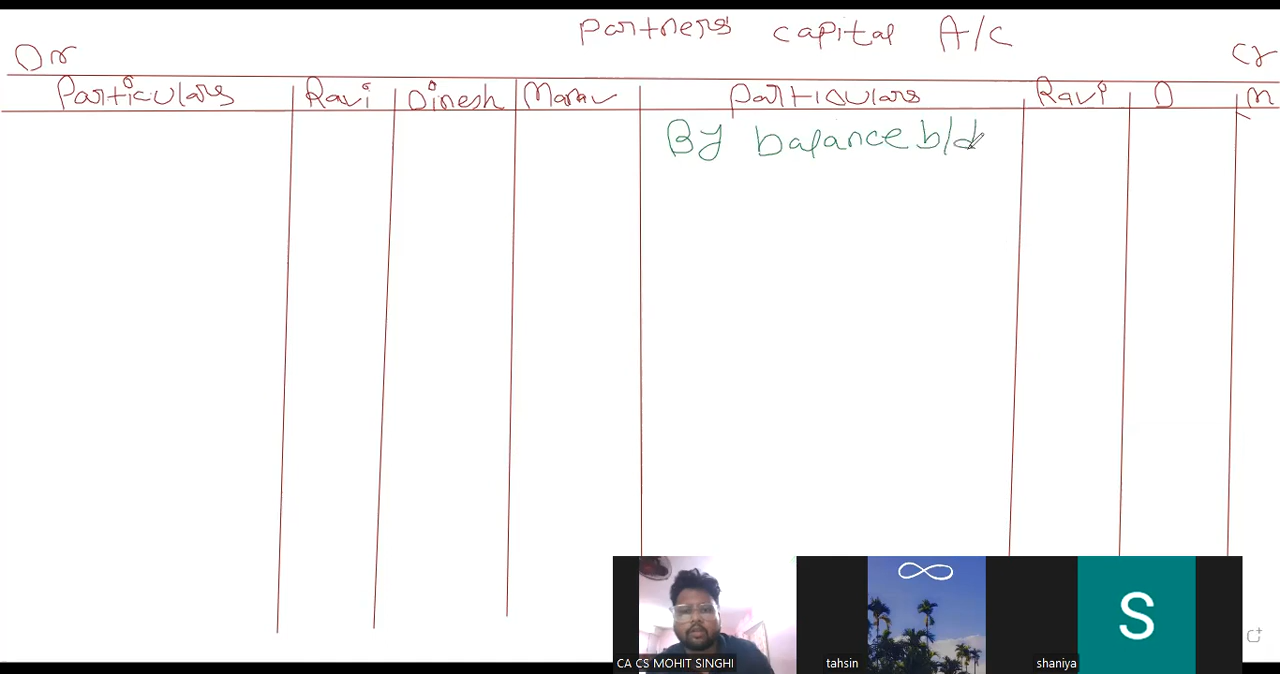 Partners capital A/C
Dr Cr
Particulars Ravi Dinesh Particulars Ravi D M
By balance b/d
S
CA CS MOHIT SINGHI tahsin shaniya